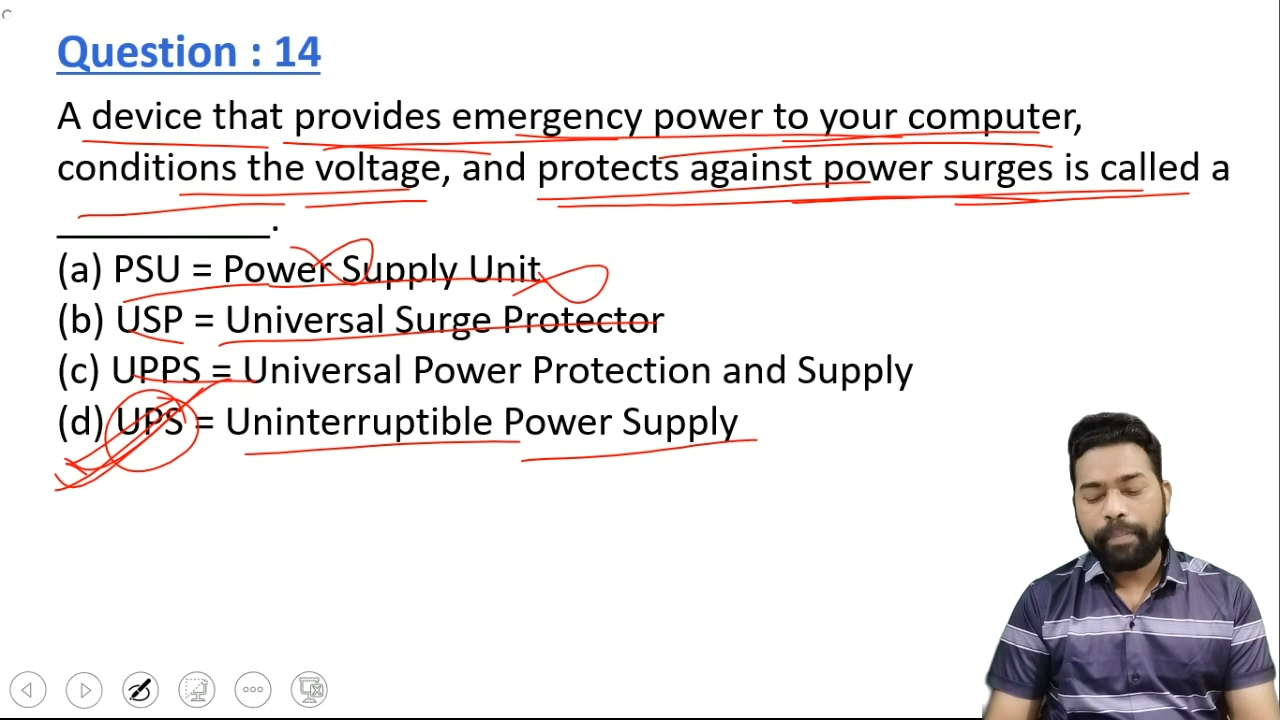 Question : 14
A device that provides emergency power to your computer,
conditions the voltage, and protects against power surges is called a
___________.
(a) PSU = Power Supply Unit
(b) USP = Universal Surge Protector
(c) UPPS = Universal Power Protection and Supply
(d) UPS = Uninterruptible Power Supply